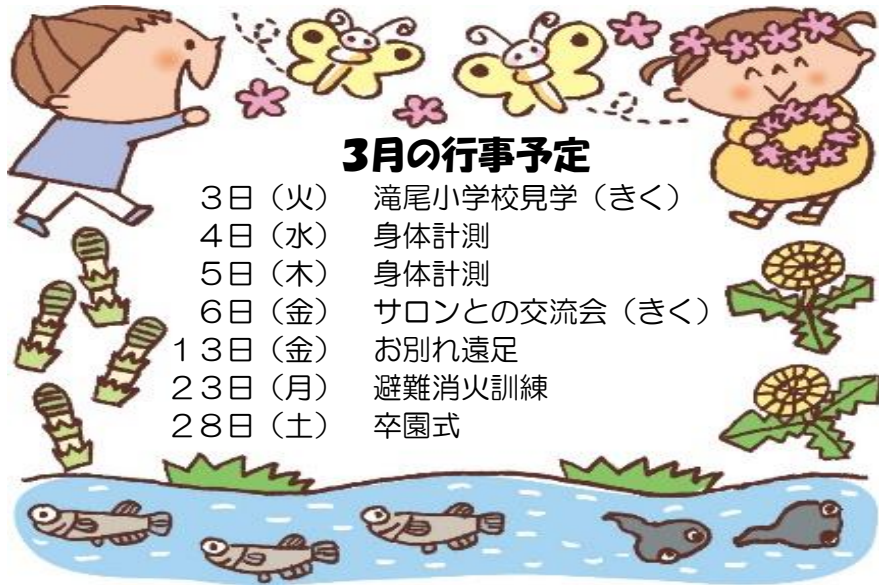 3月の行事予定
３日（火）　滝尾小学校見学（きく）
４日（水）　身体計測
５日（木）　身体計測
６日（金）　サロンとの交流会（きく）
１３日（金）　お別れ遠足
２３日（月）　避難消火訓練
２８日（土）　卒園式